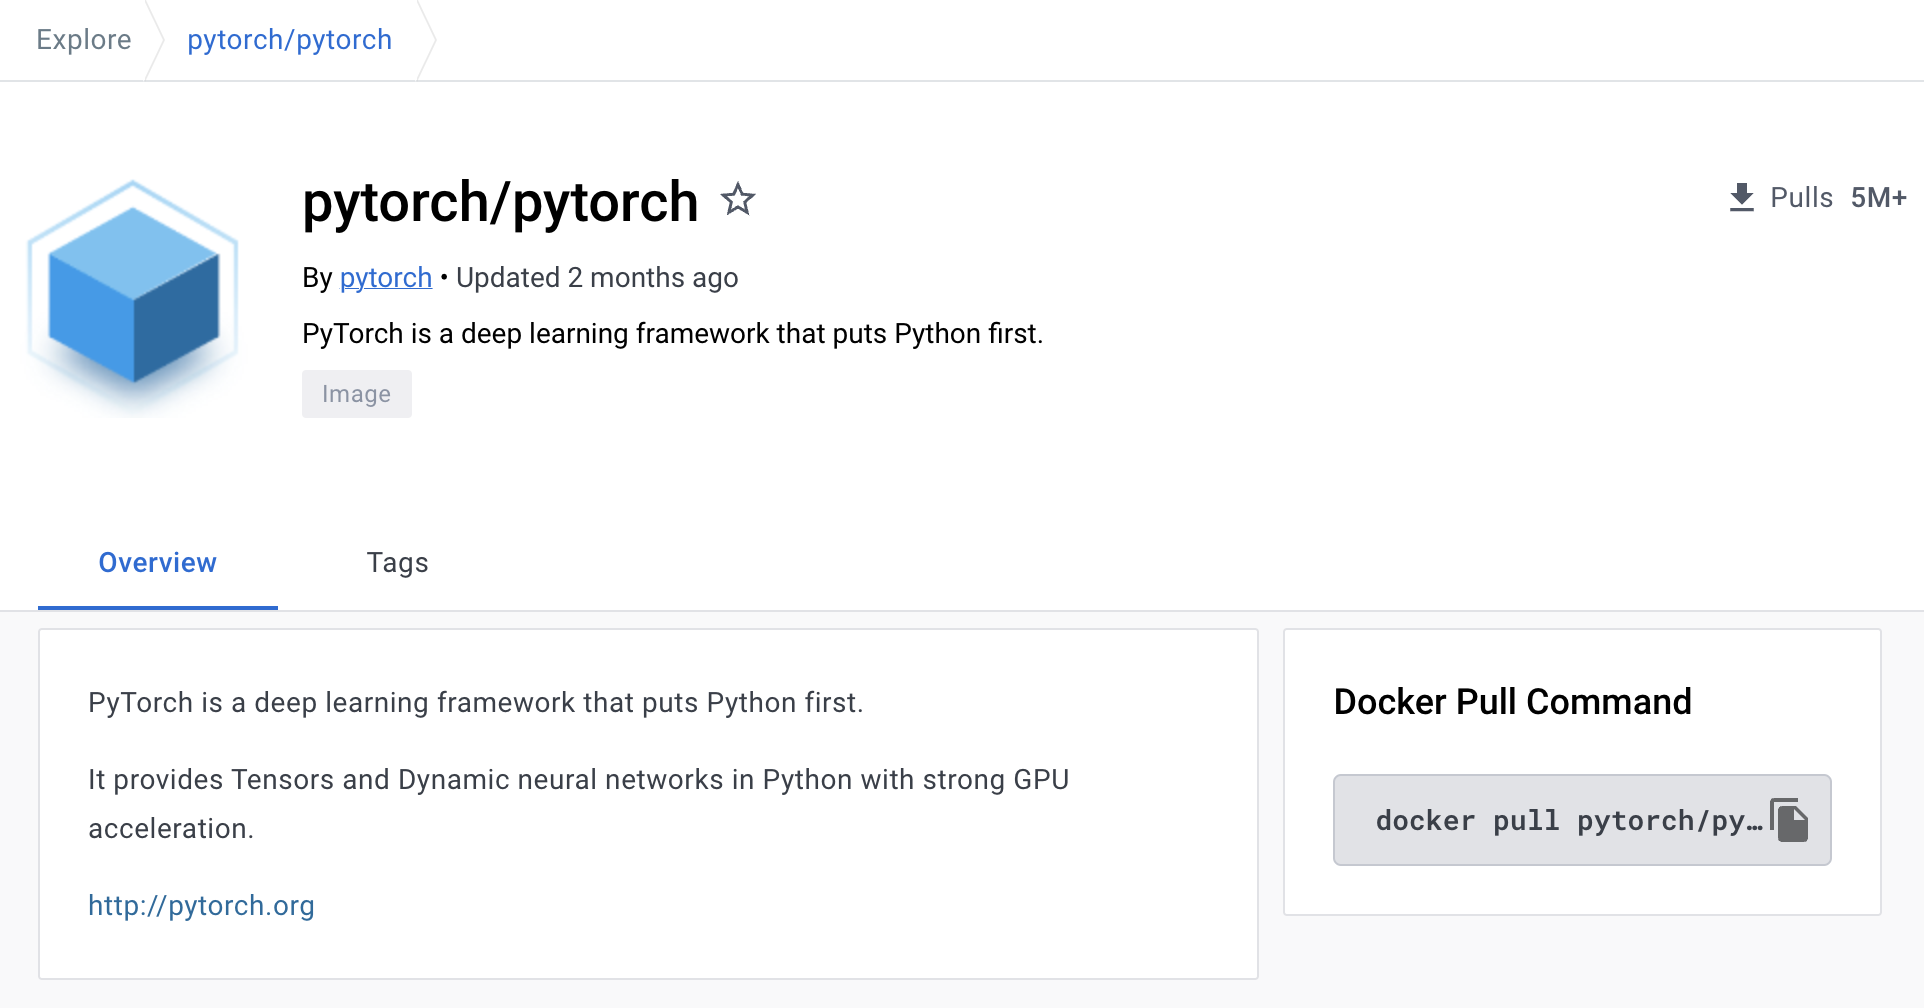 Explore
pytorch/pytorch
pytorch/pytorch
Pulls 5M+
By pytorch • Updated 2 months ago
PyTorch is a deep learning framework that puts Python first.
Image
Overview
Tags
PyTorch is a deep learning framework that puts Python first.
It provides Tensors and Dynamic neural networks in Python with strong GPU
acceleration.
http://pytorch.org
Docker Pull Command
docker pull pytorch/py…